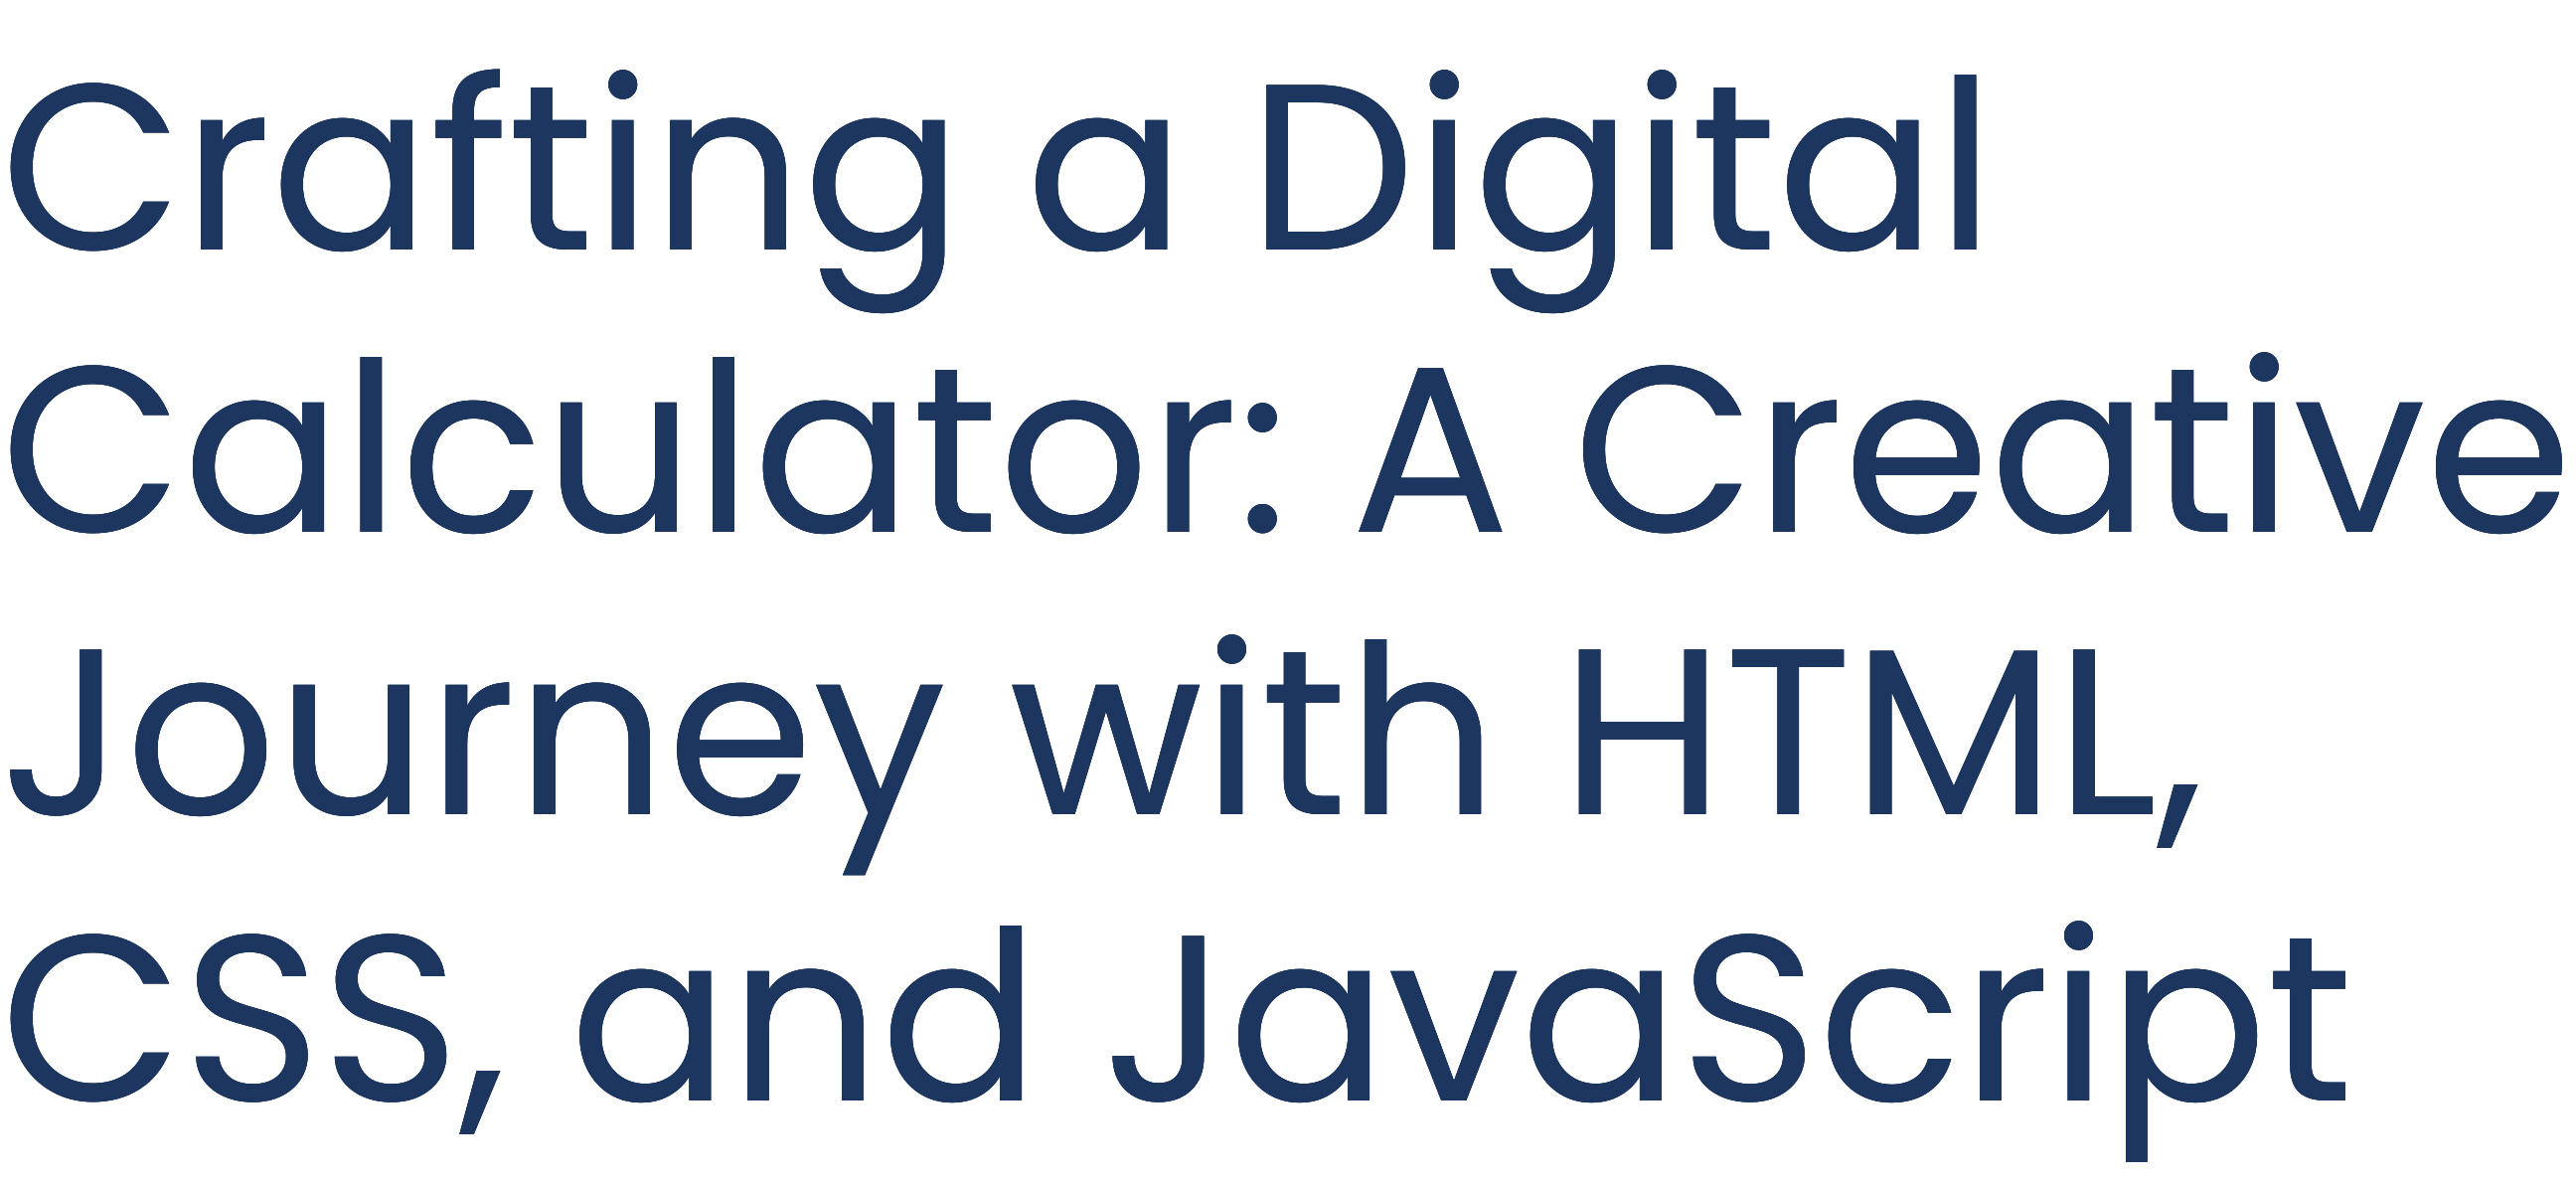 Crafting a Digital
Calculator: A Creative
Journey with HTML,
CSS, and JavaScript